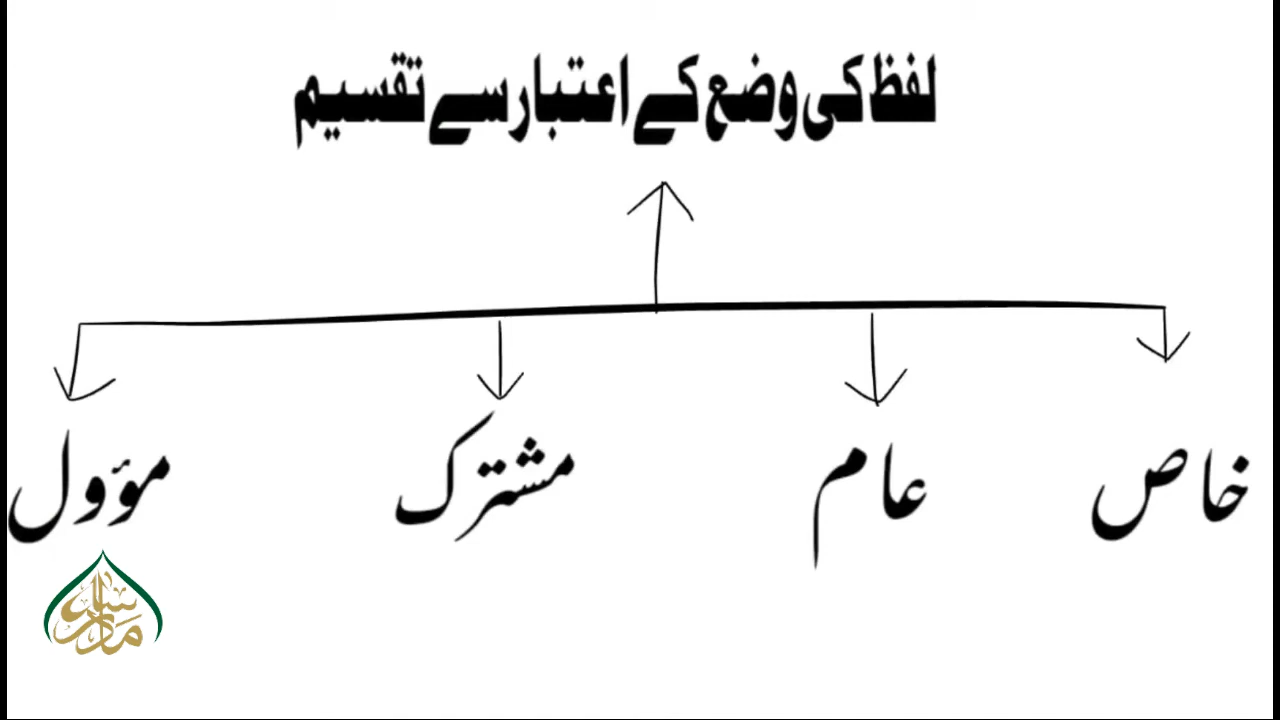 لفظ کی وضع کے اعتبار سے تقسیم
خاص عام مشترک مؤول